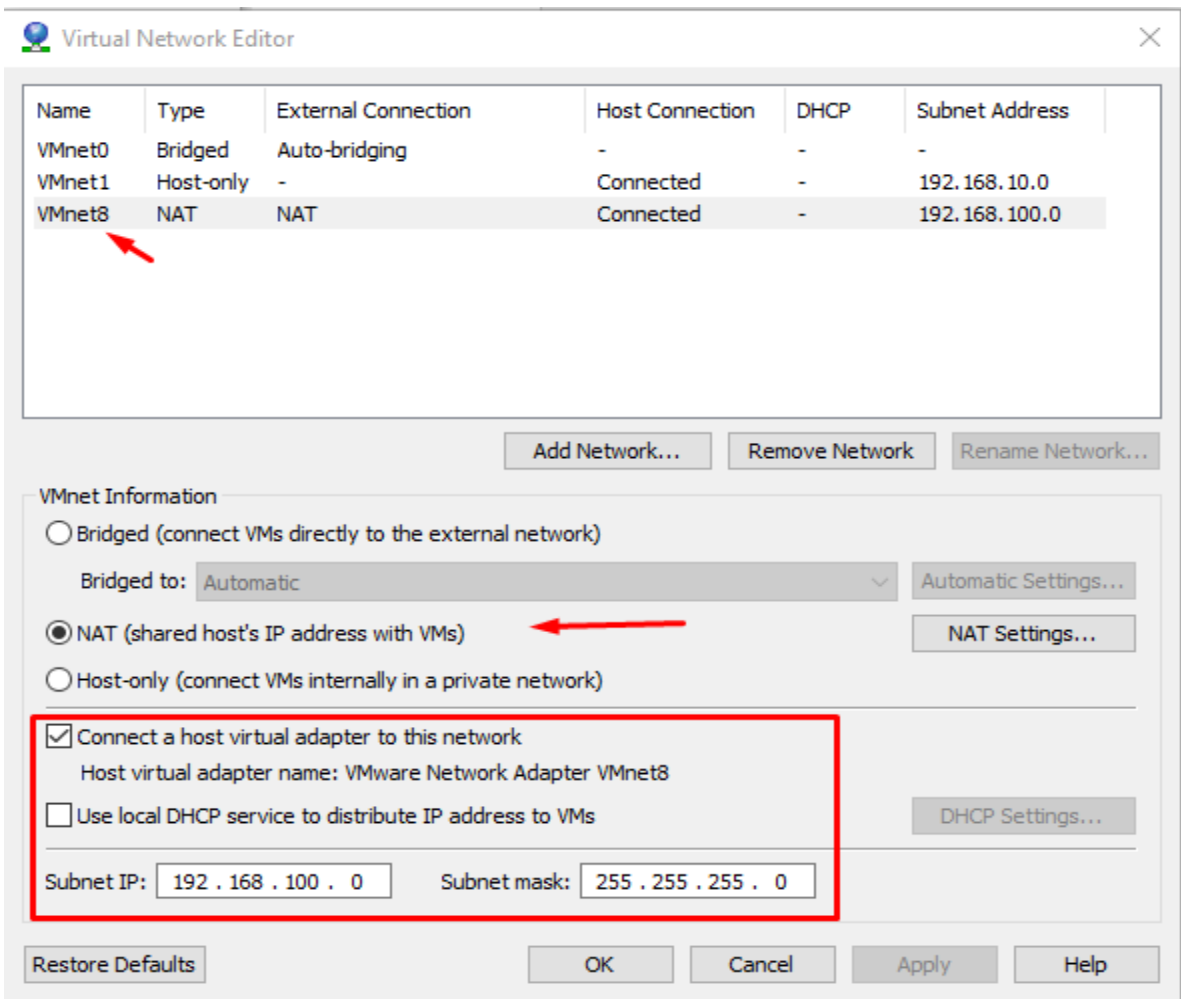 Virtual Network Editor
Name Type External Connection Host Connection DHCP Subnet Address
VMnet0 Bridged Auto-bridging - - -
VMnet1 Host-only - Connected - 192.168.10.0
VMnet8 NAT NAT Connected - 192.168.100.0
Add Network... Remove Network Rename Network...
VMnet Information
Bridged (connect VMs directly to the external network)
Bridged to: Automatic Automatic Settings...
NAT (shared host's IP address with VMs) NAT Settings...
Host-only (connect VMs internally in a private network)
Connect a host virtual adapter to this network
Host virtual adapter name: VMware Network Adapter VMnet8
Use local DHCP service to distribute IP address to VMs DHCP Settings...
Subnet IP: 192 . 168 . 100 . 0 Subnet mask: 255 . 255 . 255 . 0
Restore Defaults OK Cancel Apply Help